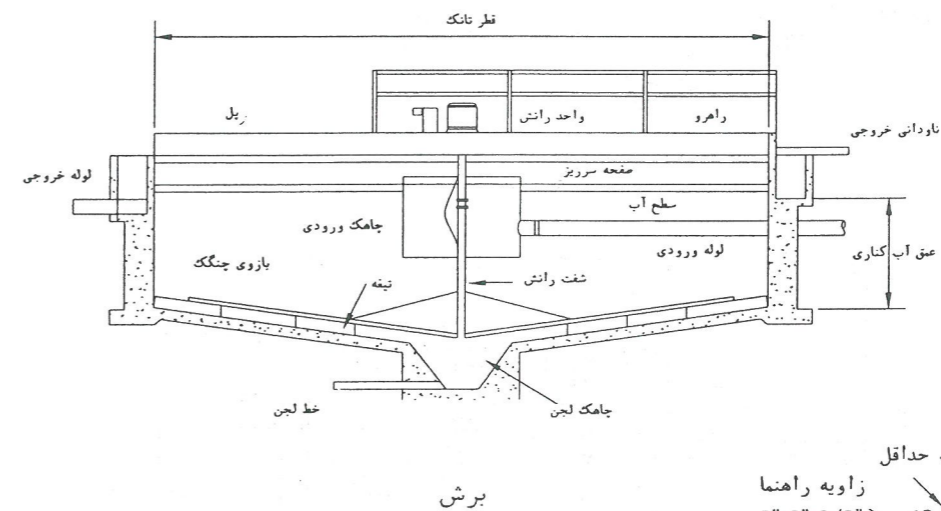 قطر تانک
پل
واحد رانش
راهرو
ناودانی خروجی
لوله خروجی
صفحه سرریز
سطح آب
چاهک ورودی
لوله ورودی
عمق آب کناری
بازوی چنگک
شفت رانش
تیغه
خط لجن
چاهک لجن
حداقل
زاویه راهنما
برش